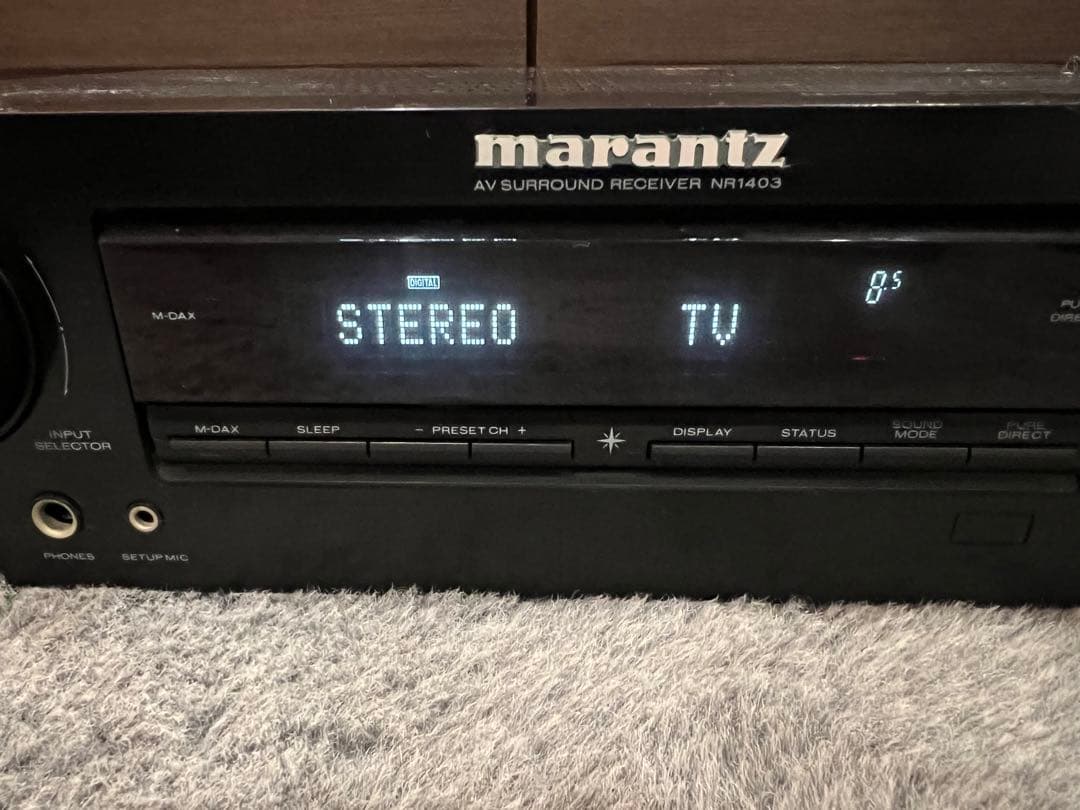 marantz
AV SURROUND RECEIVER NR1403
DIGITAL
8.5
M-DAX
STEREO TV
INPUT SELECTOR
M-DAX SLEEP - PRESET CH + DISPLAY STATUS SOUND MODE PURE DIRECT
PHONES SETUP MIC